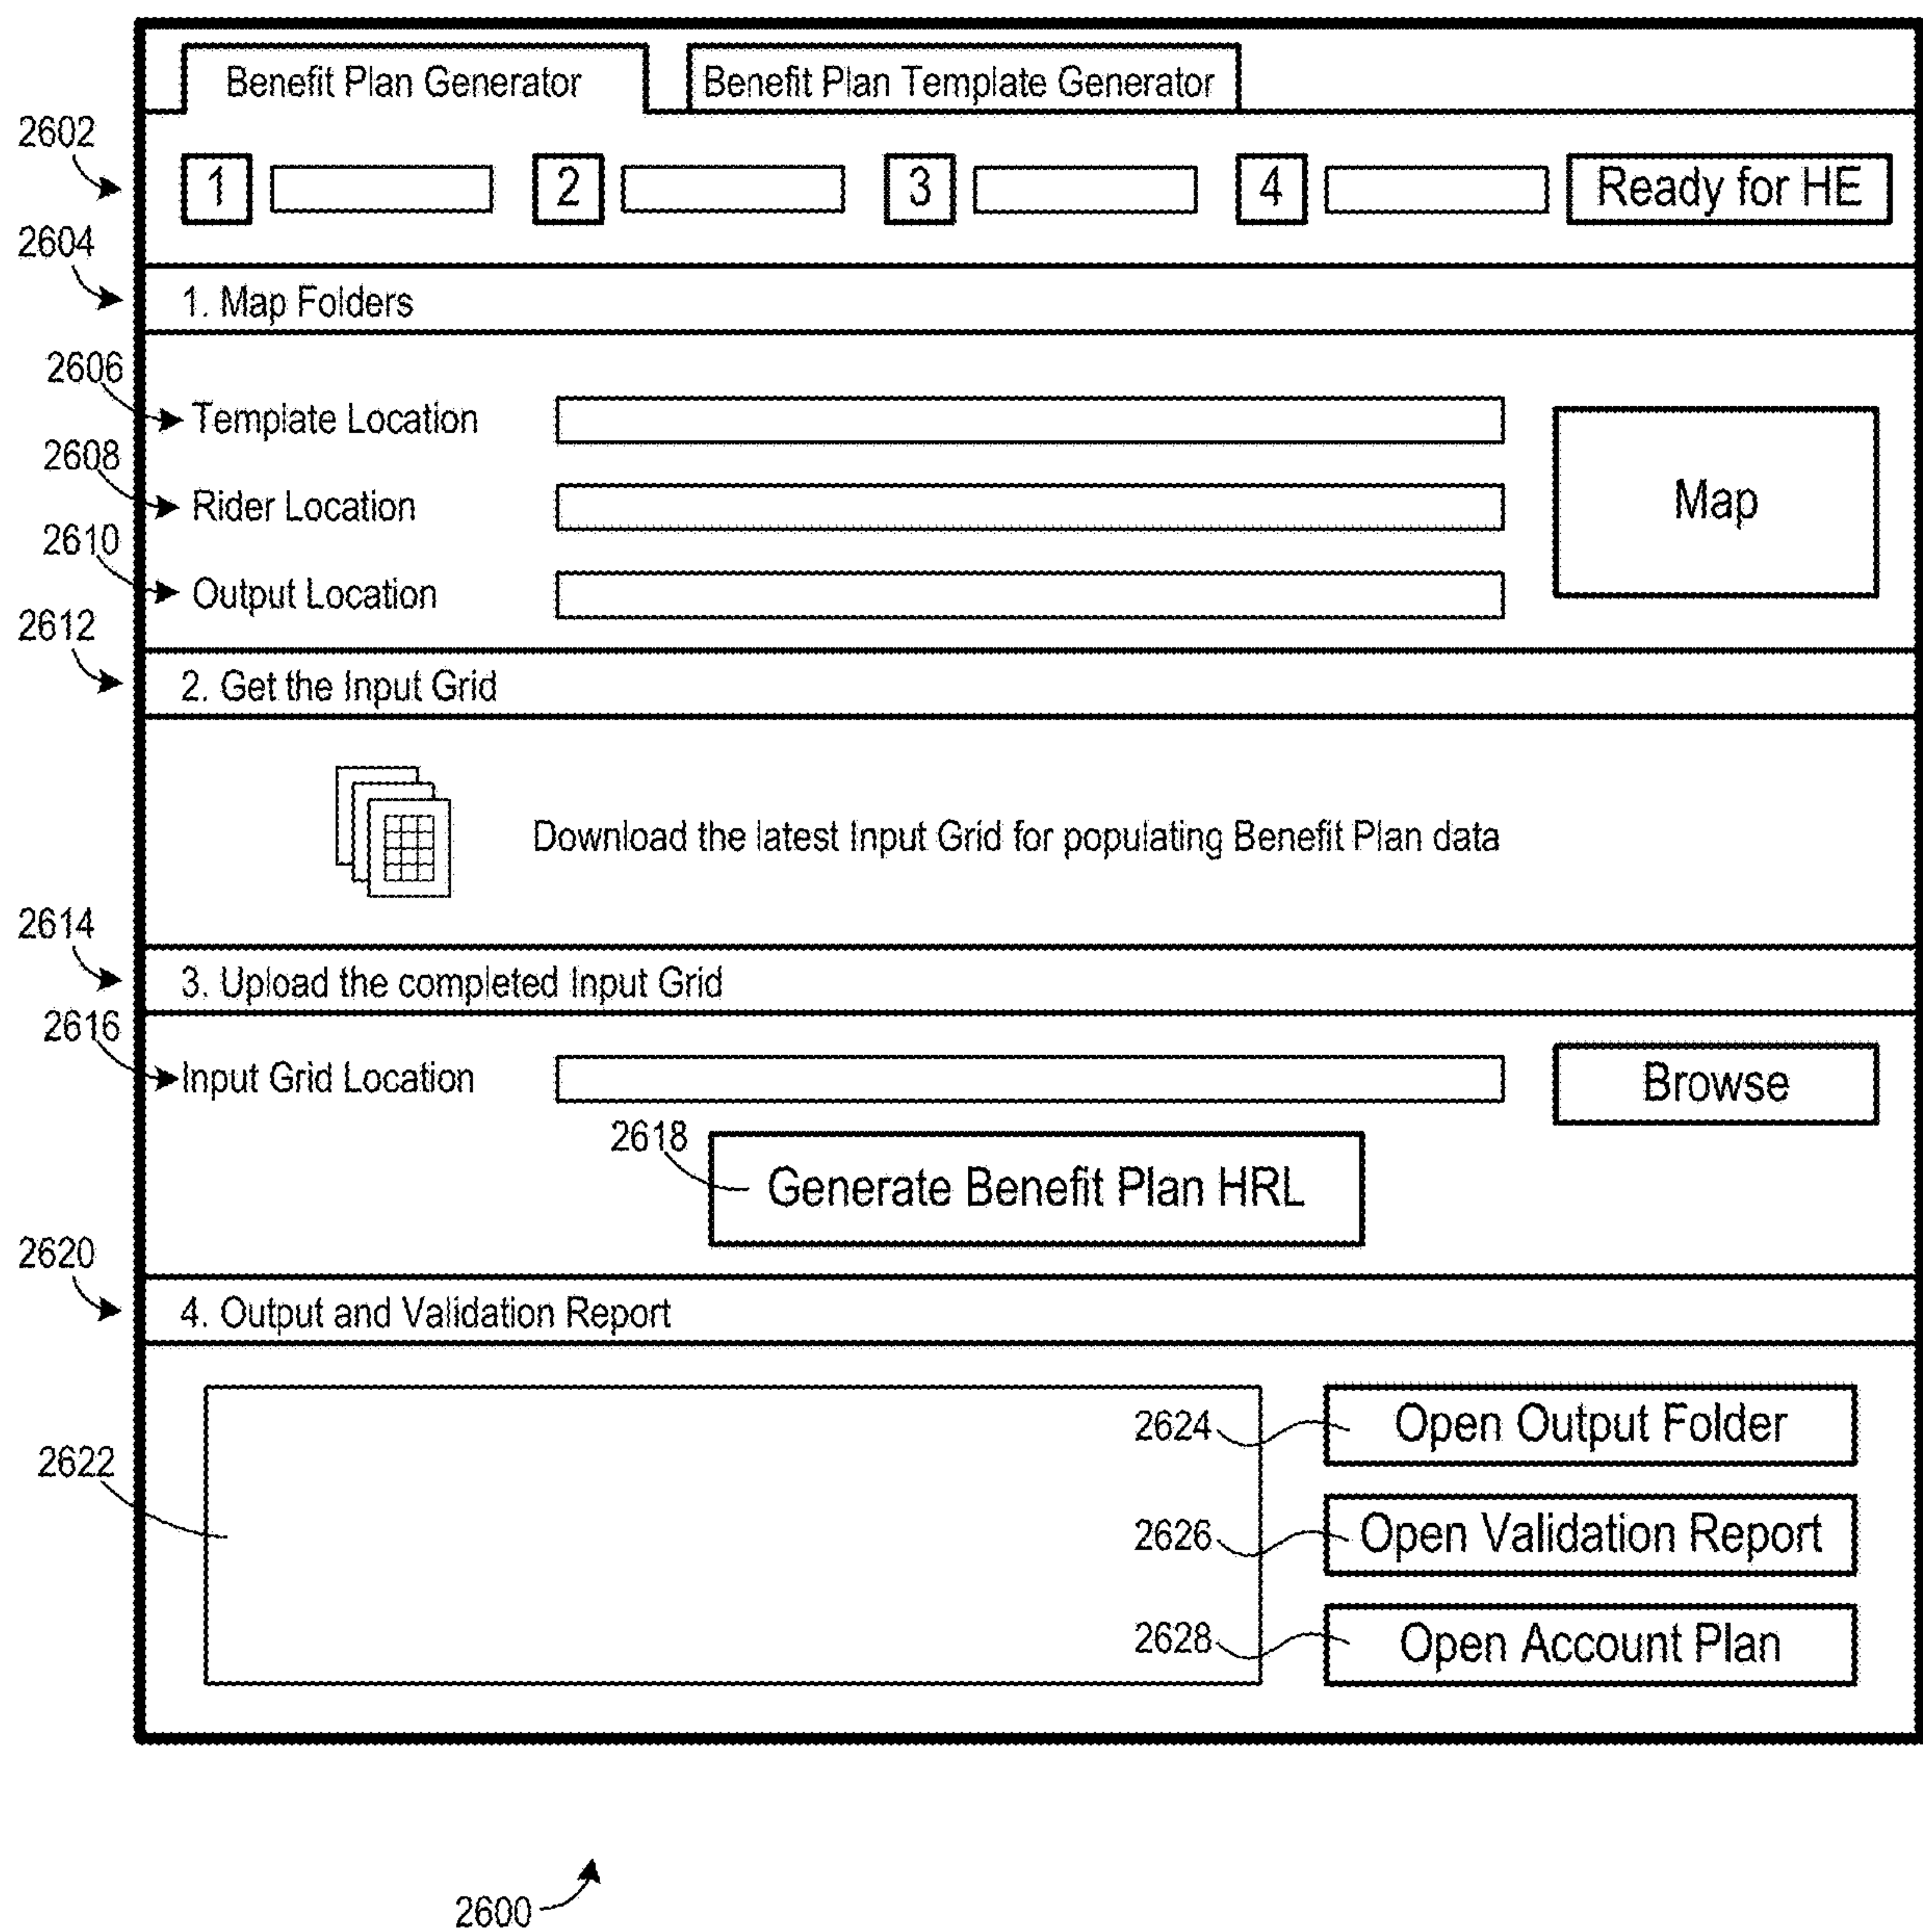 Benefit Plan Generator
Benefit Plan Template Generator
2602
1
2
3
4
Ready for HE
2604
1. Map Folders
2606
Template Location
2608
Rider Location
Map
2610
Output Location
2612
2. Get the Input Grid
Download the latest Input Grid for populating Benefit Plan data
2614
3. Upload the completed Input Grid
2616
Input Grid Location
Browse
2618
Generate Benefit Plan HRL
2620
4. Output and Validation Report
2622
2624
Open Output Folder
2626
Open Validation Report
2628
Open Account Plan
2600